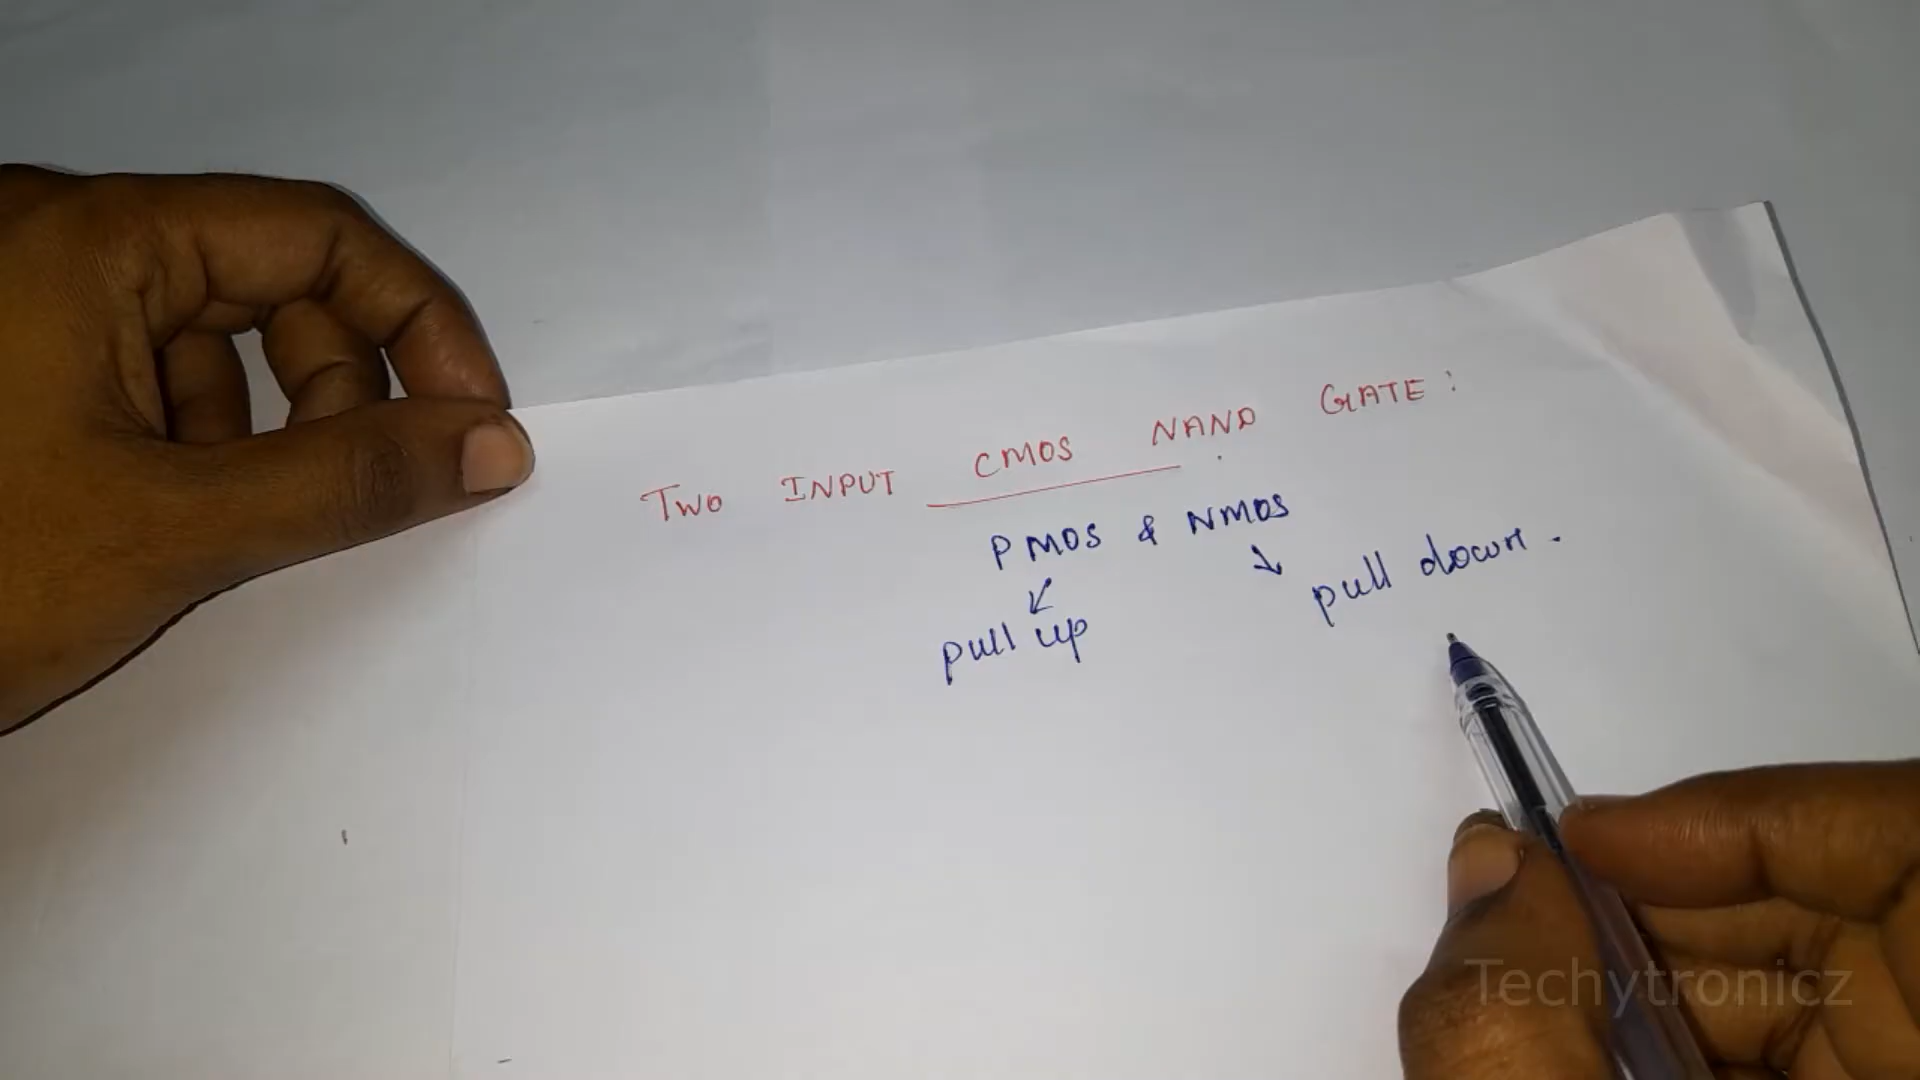 TWO INPUT CMOS NAND GATE:
PMOS & NMOS
pull up
pull down.
Techytronicz